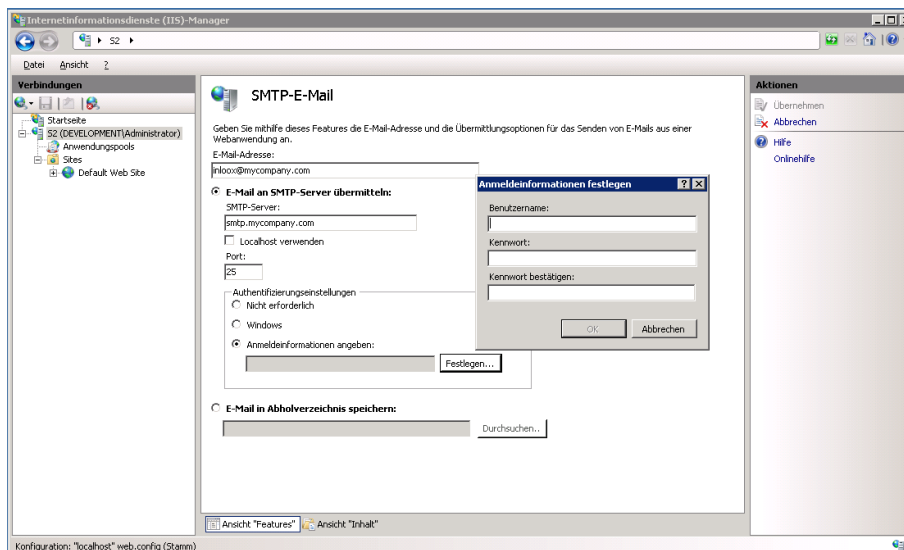 Internetinformationsdienste (IIS)-Manager
S2
Datei Ansicht ?
Verbindungen
Startseite
S2 (DEVELOPMENT\Administrator)
Anwendungspools
Sites
Default Web Site
SMTP-E-Mail
Geben Sie mithilfe dieses Features die E-Mail-Adresse und die Übermittlungsoptionen für das Senden von E-Mails aus einer
Webanwendung an.
E-Mail-Adresse:
inloox@mycompany.com
E-Mail an SMTP-Server übermitteln:
SMTP-Server:
smtp.mycompany.com
Localhost verwenden
Port:
25
Authentifizierungseinstellungen
Nicht erforderlich
Windows
Anmeldeinformationen angeben:
Festlegen...
E-Mail in Abholverzeichnis speichern:
Durchsuchen..
Anmeldeinformationen festlegen
Benutzername:
Kennwort:
Kennwort bestätigen:
OK Abbrechen
Aktionen
Übernehmen
Abbrechen
Hilfe
Onlinehilfe
Ansicht "Features" Ansicht "Inhalt"
Konfiguration: "localhost" web.config (Stamm)